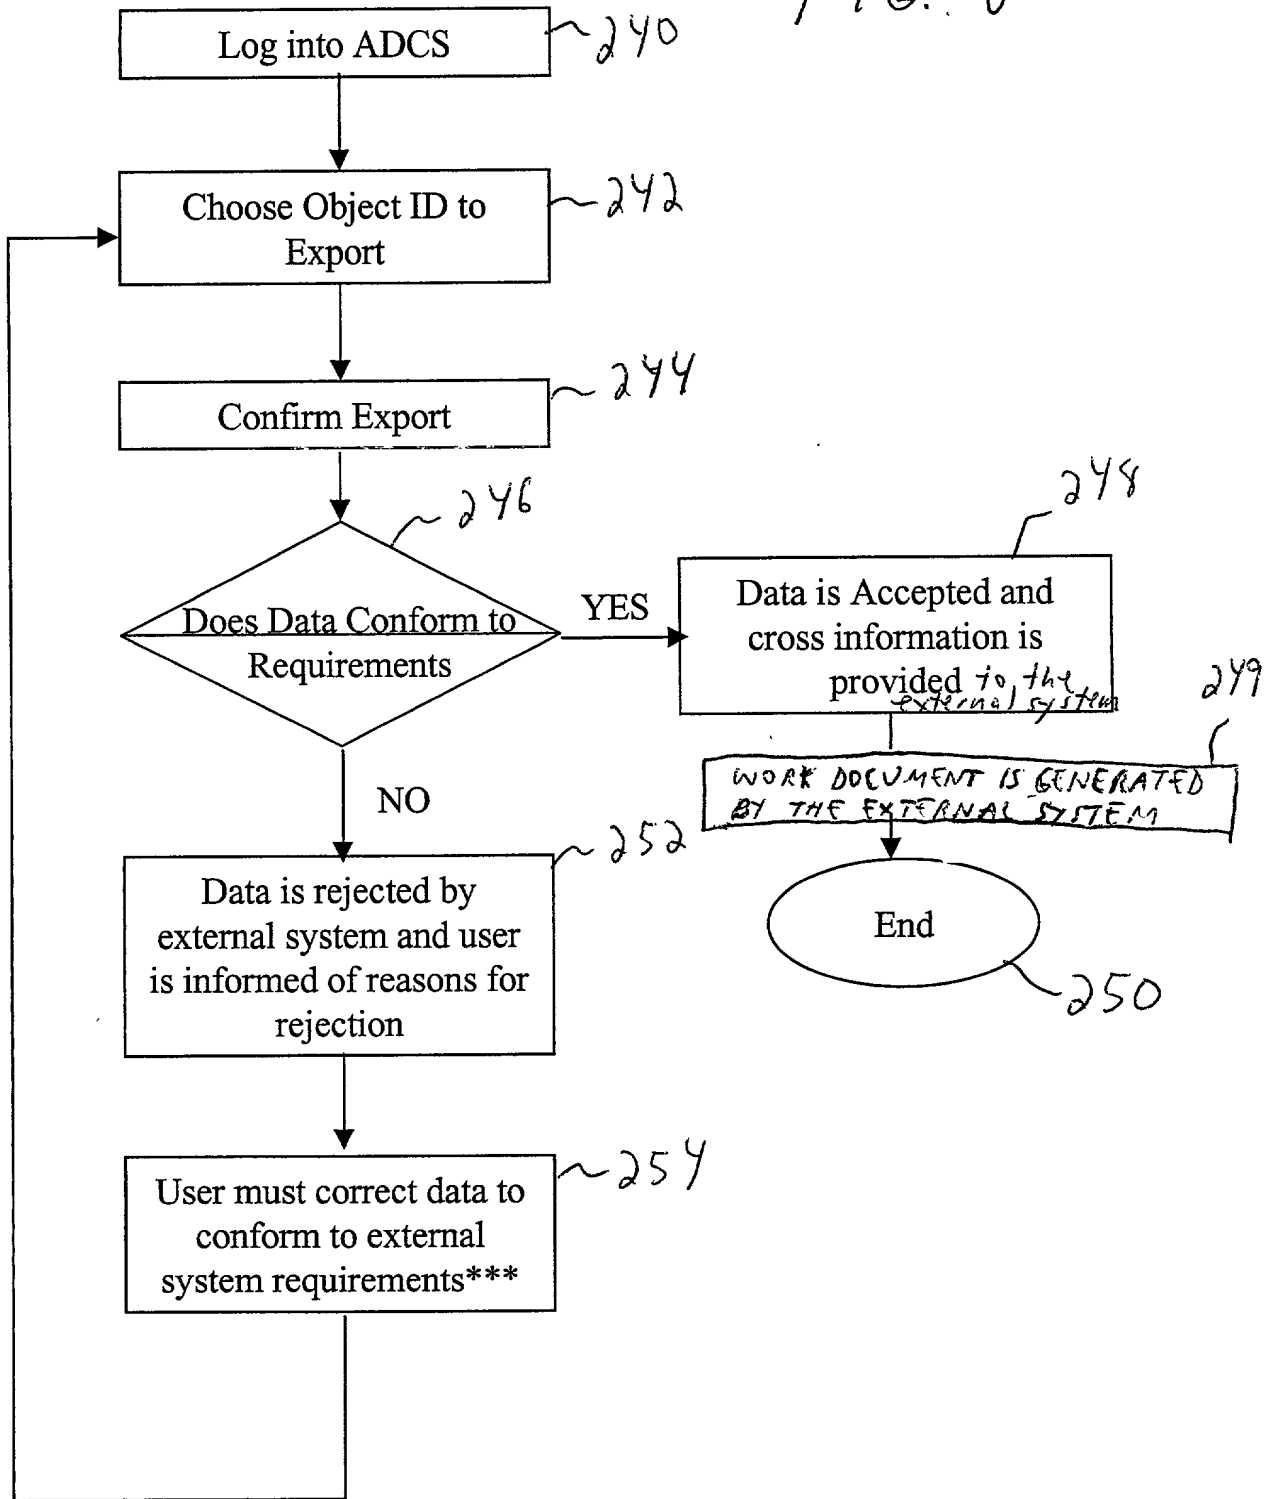 Log into ADCS
240
Choose Object ID to
Export
242
Confirm Export
244
246
Does Data Conform to
Requirements
YES
248
Data is Accepted and
cross information is
provided to the
external system
249
WORK DOCUMENT IS GENERATED
BY THE EXTERNAL SYSTEM
NO
End
250
252
Data is rejected by
external system and user
is informed of reasons for
rejection
254
User must correct data to
conform to external
system requirements***